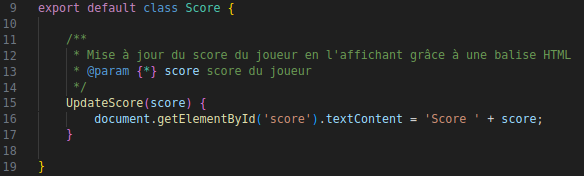 9 export default class Score {
10
11 /**
12 * Mise à jour du score du joueur en l'affichant grâce à une balise HTML
13 * @param {*} score score du joueur
14 */
15 UpdateScore(score) {
16 document.getElementById('score').textContent = 'Score ' + score;
17 }
18
19 }